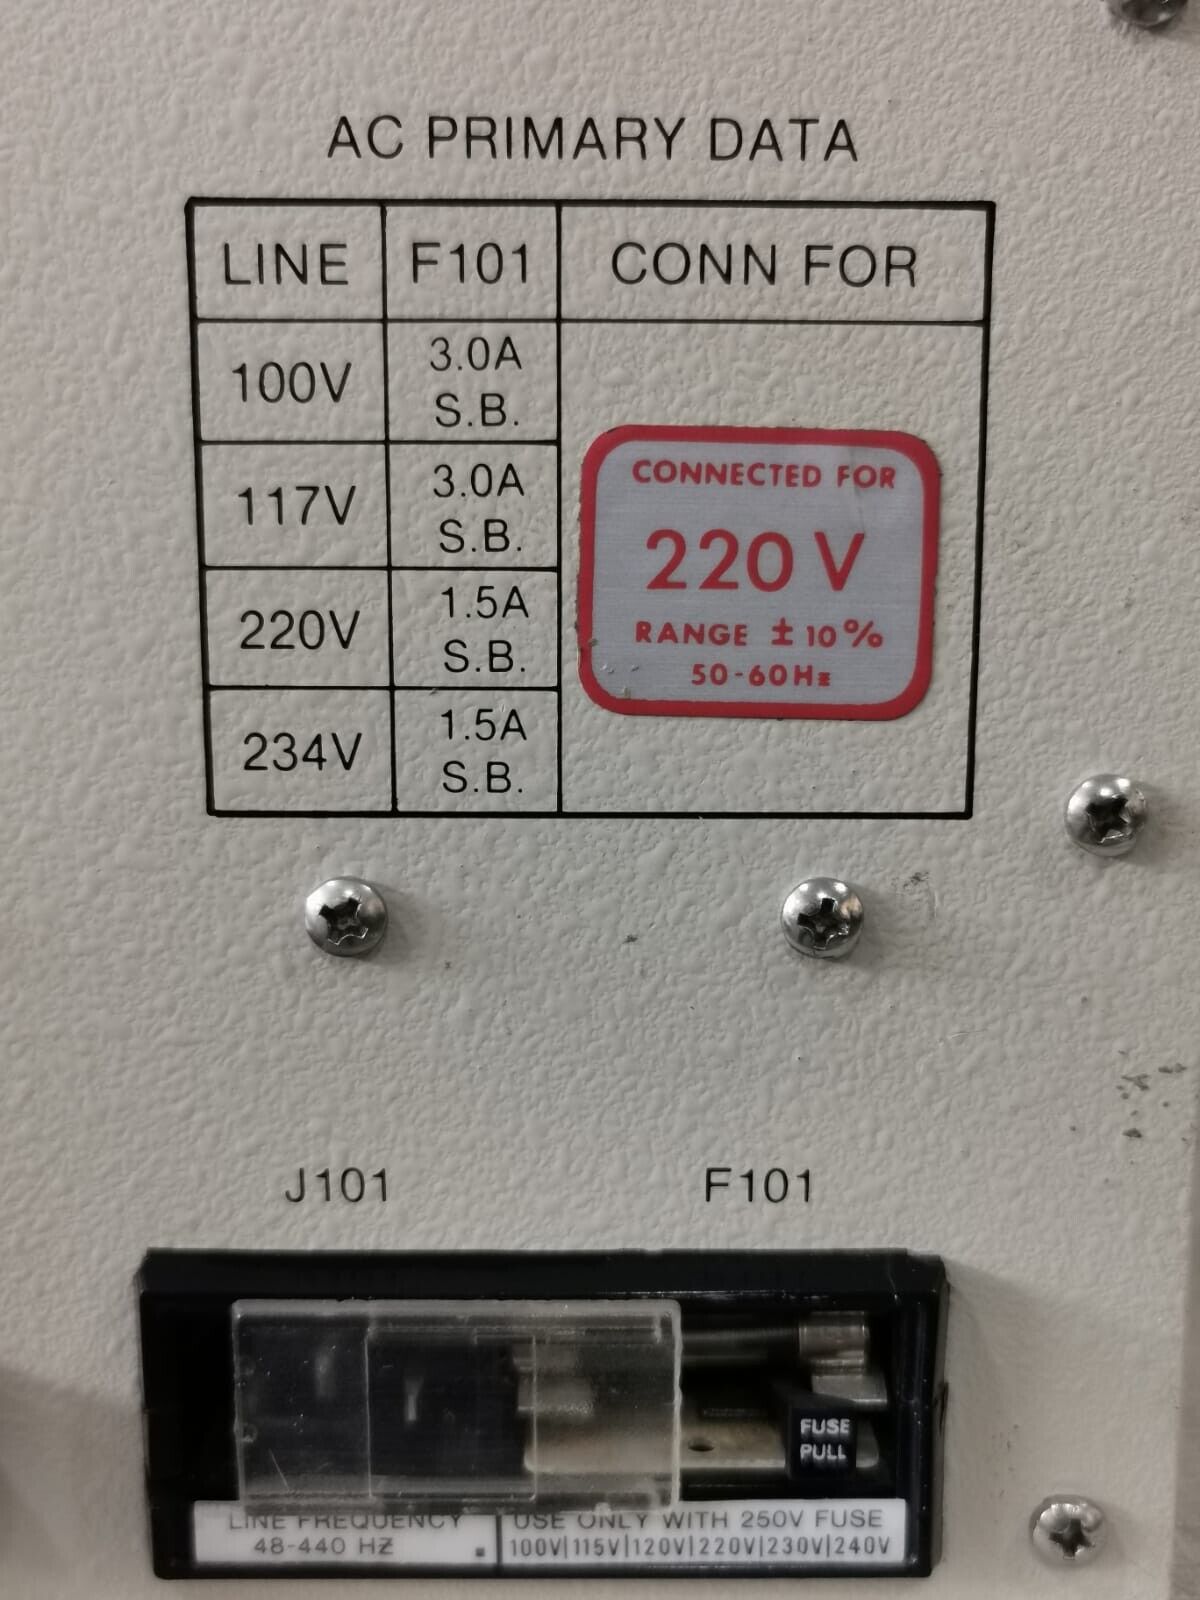 AC PRIMARY DATA
LINE F101 CONN FOR
100V 3.0A S.B.
117V 3.0A S.B.
220V 1.5A S.B.
234V 1.5A S.B.
CONNECTED FOR
220 V
RANGE ± 10%
50-60Hz
J101 F101
FUSE
PULL
LINE FREQUENCY
48-440 HZ
USE ONLY WITH 250V FUSE
100V|115V|120V|220V|230V|240V